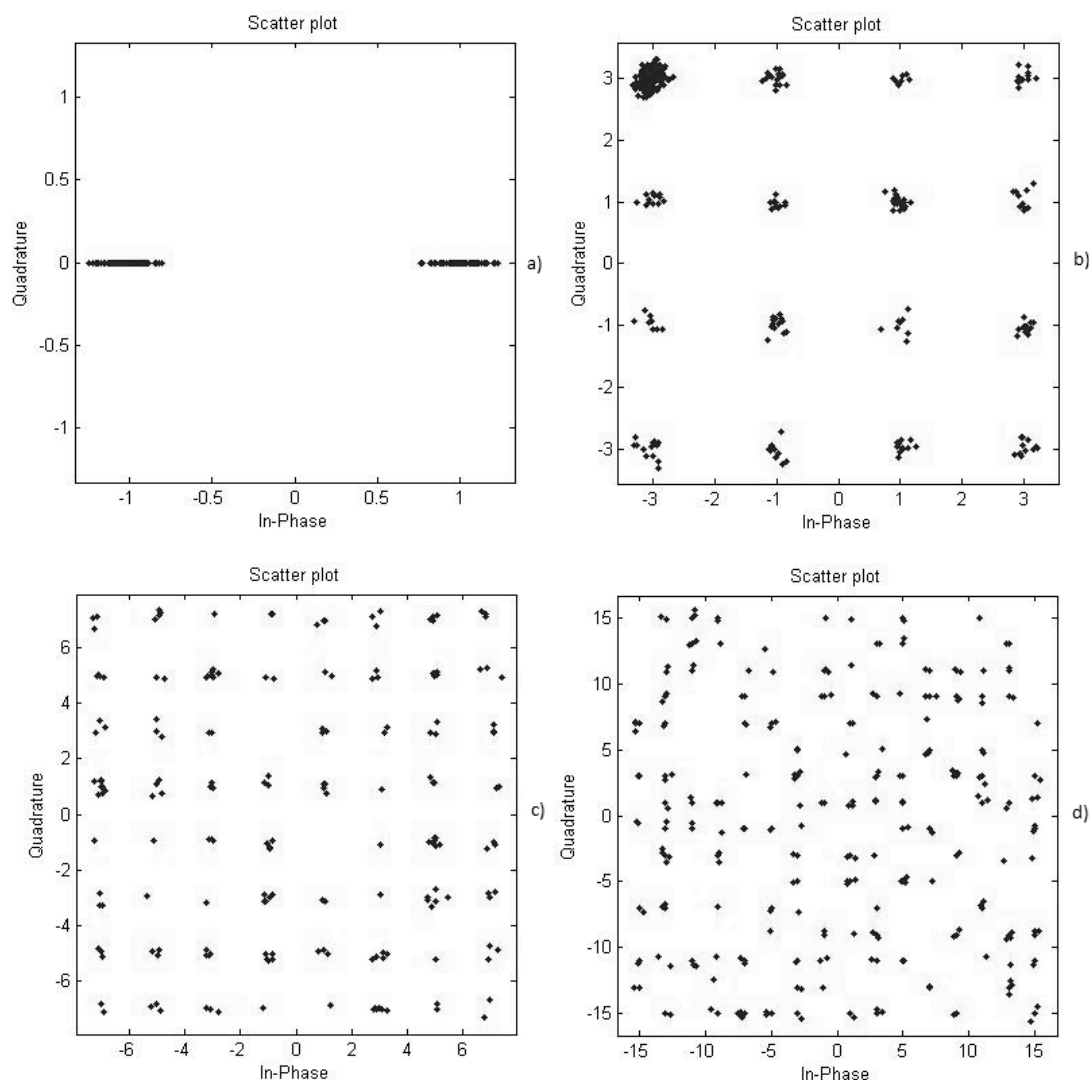 Scatter plot
1
0.5
0
-0.5
-1
Quadrature
-1 -0.5 0 0.5 1
In-Phase
a)
Scatter plot
3
2
1
0
-1
-2
-3
Quadrature
-3 -2 -1 0 1 2 3
In-Phase
b)
Scatter plot
6
4
2
0
-2
-4
-6
Quadrature
-6 -4 -2 0 2 4 6
In-Phase
c)
Scatter plot
15
10
5
0
-5
-10
-15
Quadrature
-15 -10 -5 0 5 10 15
In-Phase
d)